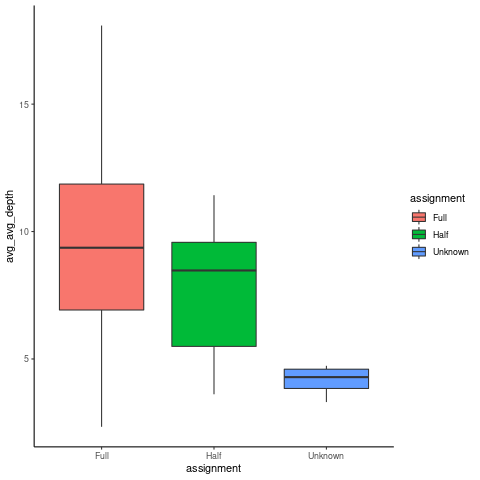 avg_avg_depth
15
10
5
Full
Half
Unknown
assignment
assignment
Full
Half
Unknown